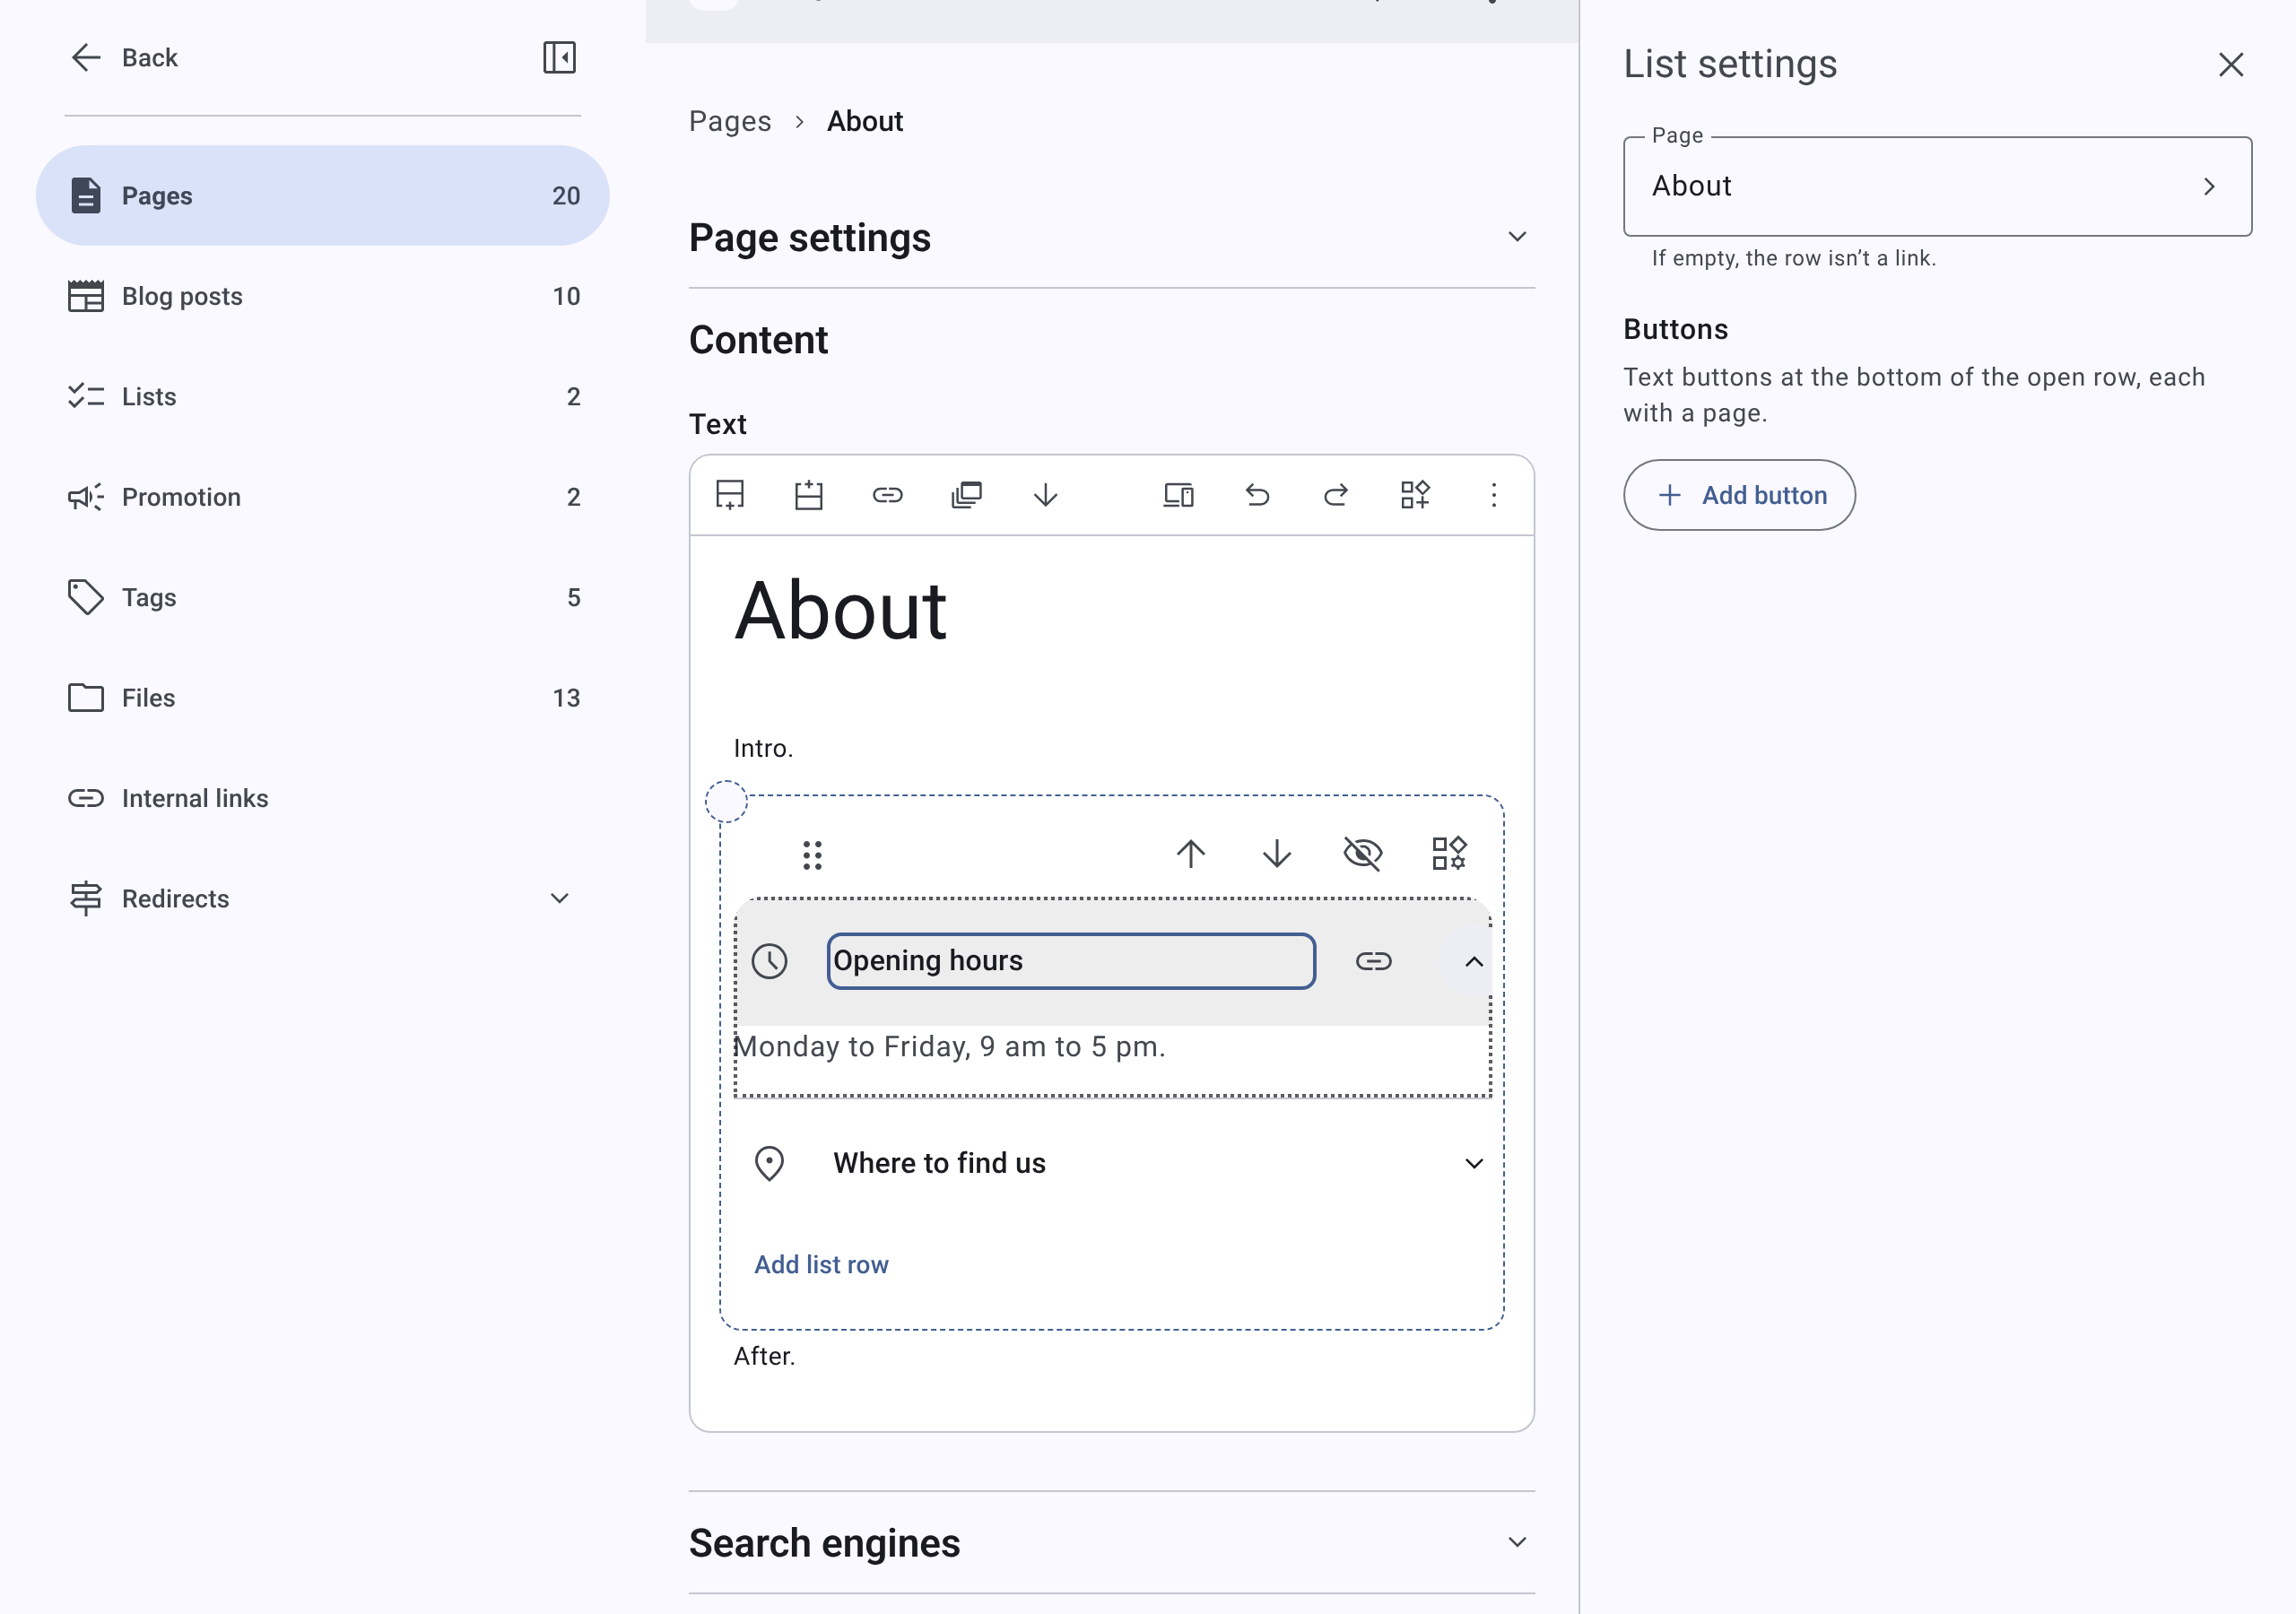 Back
Pages 20
Blog posts 10
Lists 2
Promotion 2
Tags 5
Files 13
Internal links
Redirects
Pages › About
Page settings
Content
Text
About
Intro.
Opening hours
Monday to Friday, 9 am to 5 pm.
Where to find us
Add list row
After.
Search engines
List settings
Page
About
If empty, the row isn’t a link.
Buttons
Text buttons at the bottom of the open row, each
with a page.
Add button